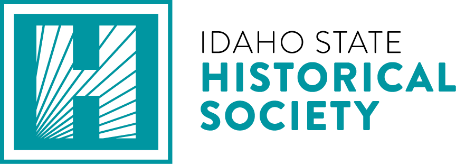 H
IDAHO STATE
HISTORICAL
SOCIETY